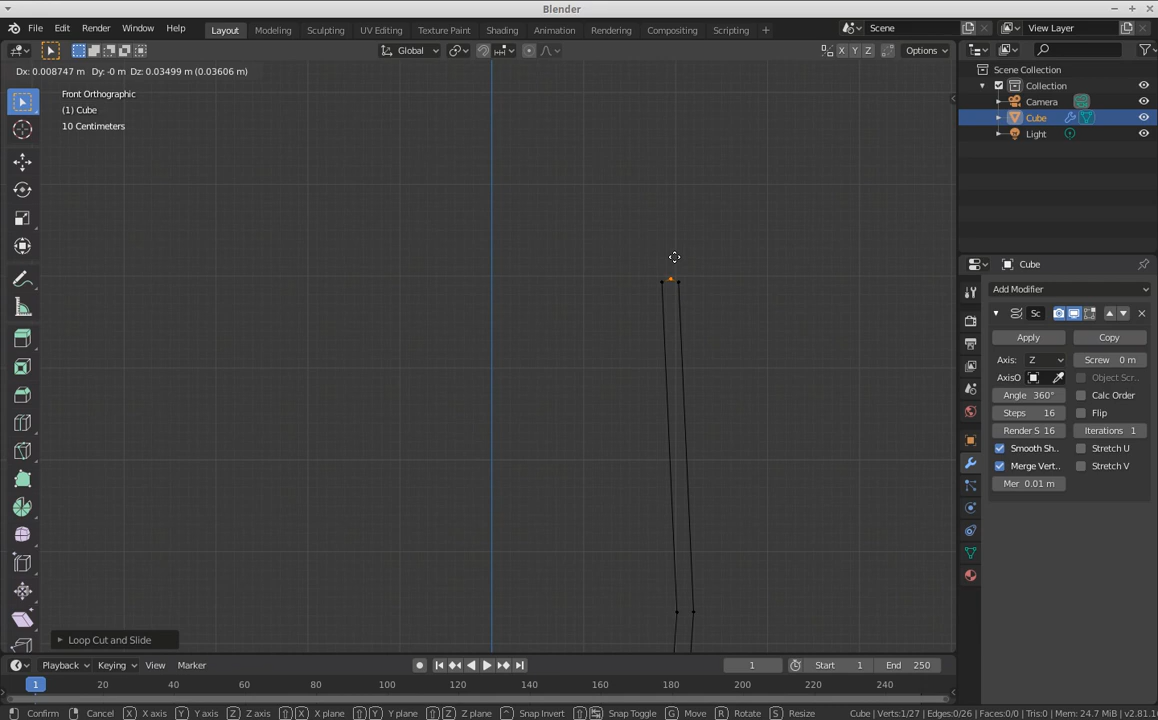 Blender
File Edit Render Window Help
Layout Modeling Sculpting UV Editing Texture Paint Shading Animation Rendering Compositing Scripting +
Scene
View Layer
Global
X Y Z
Options
Dx: 0.008747 m Dy: -0 m Dz: 0.03499 m (0.03606 m)
Front Orthographic
(1) Cube
10 Centimeters
Scene Collection
Collection
Camera
Cube
Light
Cube
Add Modifier
Sc
Apply Copy
Axis: Z Screw 0 m
AxisO Object Scr..
Angle 360° Calc Order
Steps 16 Flip
Render S 16 Iterations 1
Smooth Sh.. Stretch U
Merge Vert.. Stretch V
Mer 0.01 m
Loop Cut and Slide
Playback Keying View Marker
1
Start 1 End 250
1 20 40 60 80 100 120 140 160 180 200 220 240
Confirm Cancel X X axis Y Y axis Z Z axis X X plane Y Y plane Z Z plane Snap Invert Snap Toggle G Move R Rotate S Resize
Cube | Verts:1/27 | Edges:0/26 | Faces:0/0 | Tris:0 | Mem: 24.7 MiB | v2.81.1